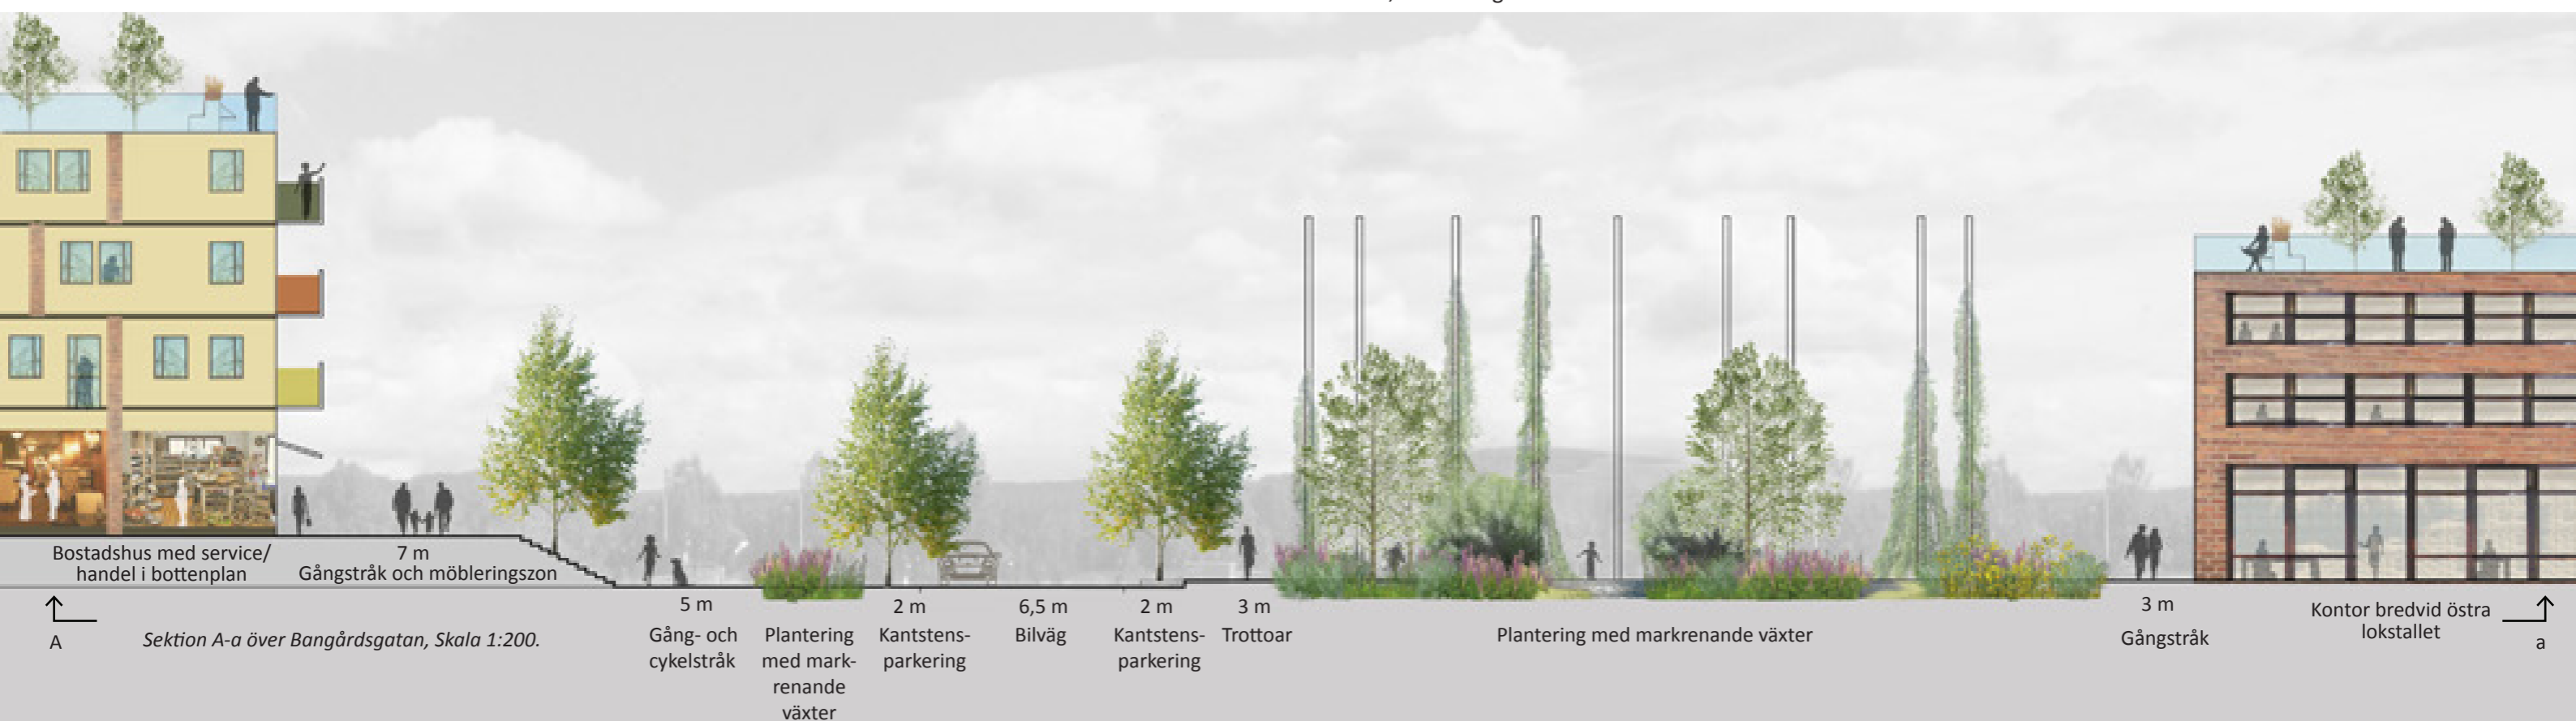 Bostadshus med service/
handel i bottenplan
7 m
Gångstråk och möbleringszon
A
Sektion A-a över Bangårdsgatan, Skala 1:200.
5 m
Gång- och
cykelstråk
Plantering
med mark-
renande
växter
2 m
Kantstens-
parkering
6,5 m
Bilväg
2 m
Kantstens-
parkering
3 m
Trottoar
Plantering med markrenande växter
3 m
Gångstråk
Kontor bredvid östra
lokstallet
a